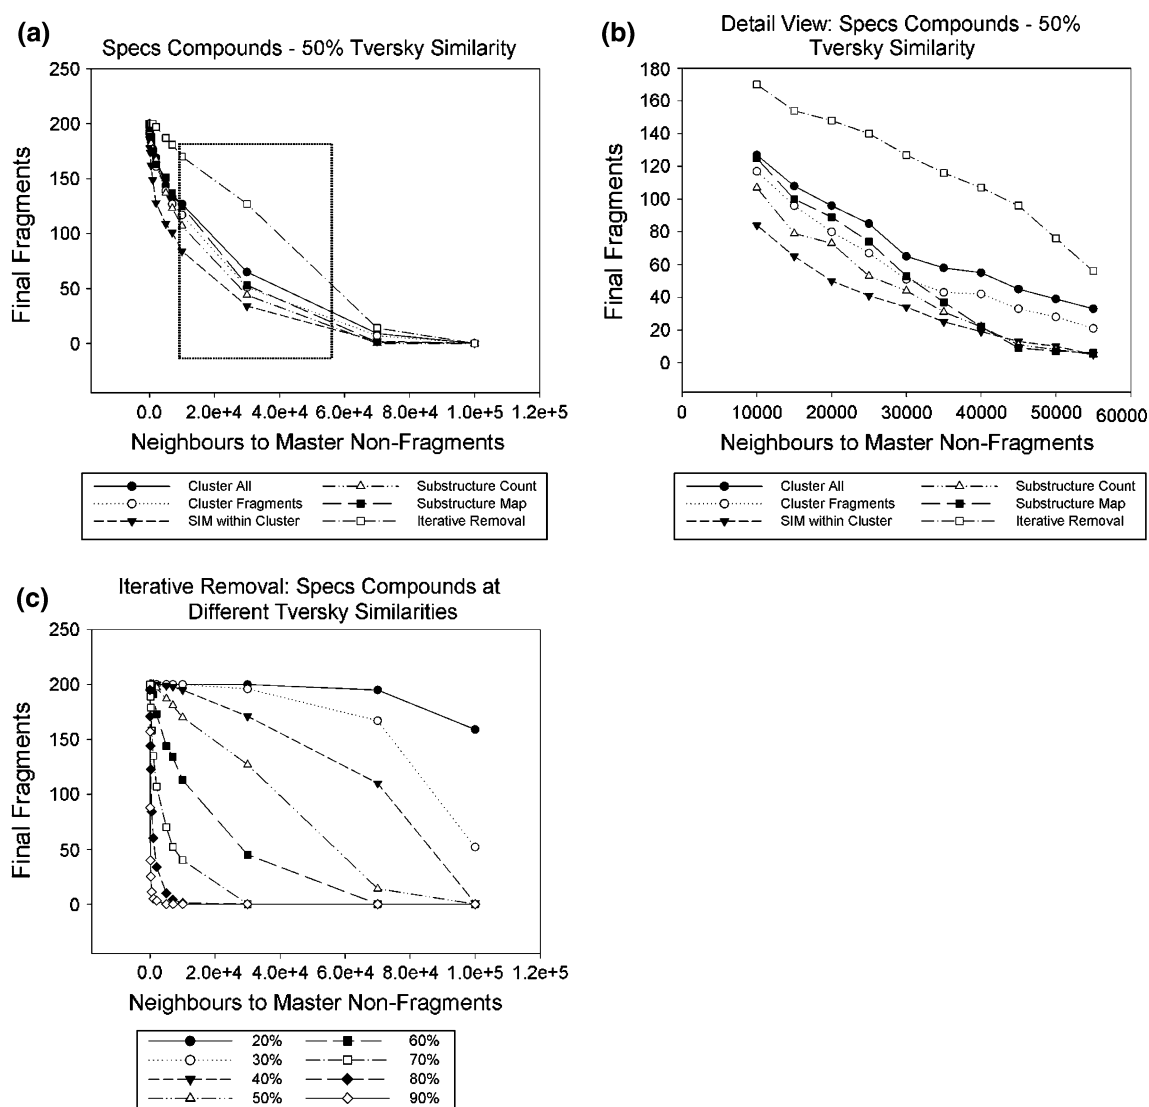 (a)
Specs Compounds - 50% Tversky Similarity
250
200
150
100
50
0
Final Fragments
0.0 2.0e+4 4.0e+4 6.0e+4 8.0e+4 1.0e+5 1.2e+5
Neighbours to Master Non-Fragments
Cluster All Substructure Count
Cluster Fragments Substructure Map
SIM within Cluster Iterative Removal
(b)
Detail View: Specs Compounds - 50%
Tversky Similarity
180
160
140
120
100
80
60
40
20
0
Final Fragments
0 10000 20000 30000 40000 50000 60000
Neighbours to Master Non-Fragments
Cluster All Substructure Count
Cluster Fragments Substructure Map
SIM within Cluster Iterative Removal
(c)
Iterative Removal: Specs Compounds at
Different Tversky Similarities
250
200
150
100
50
0
Final Fragments
0.0 2.0e+4 4.0e+4 6.0e+4 8.0e+4 1.0e+5 1.2e+5
Neighbours to Master Non-Fragments
20% 60%
30% 70%
40% 80%
50% 90%